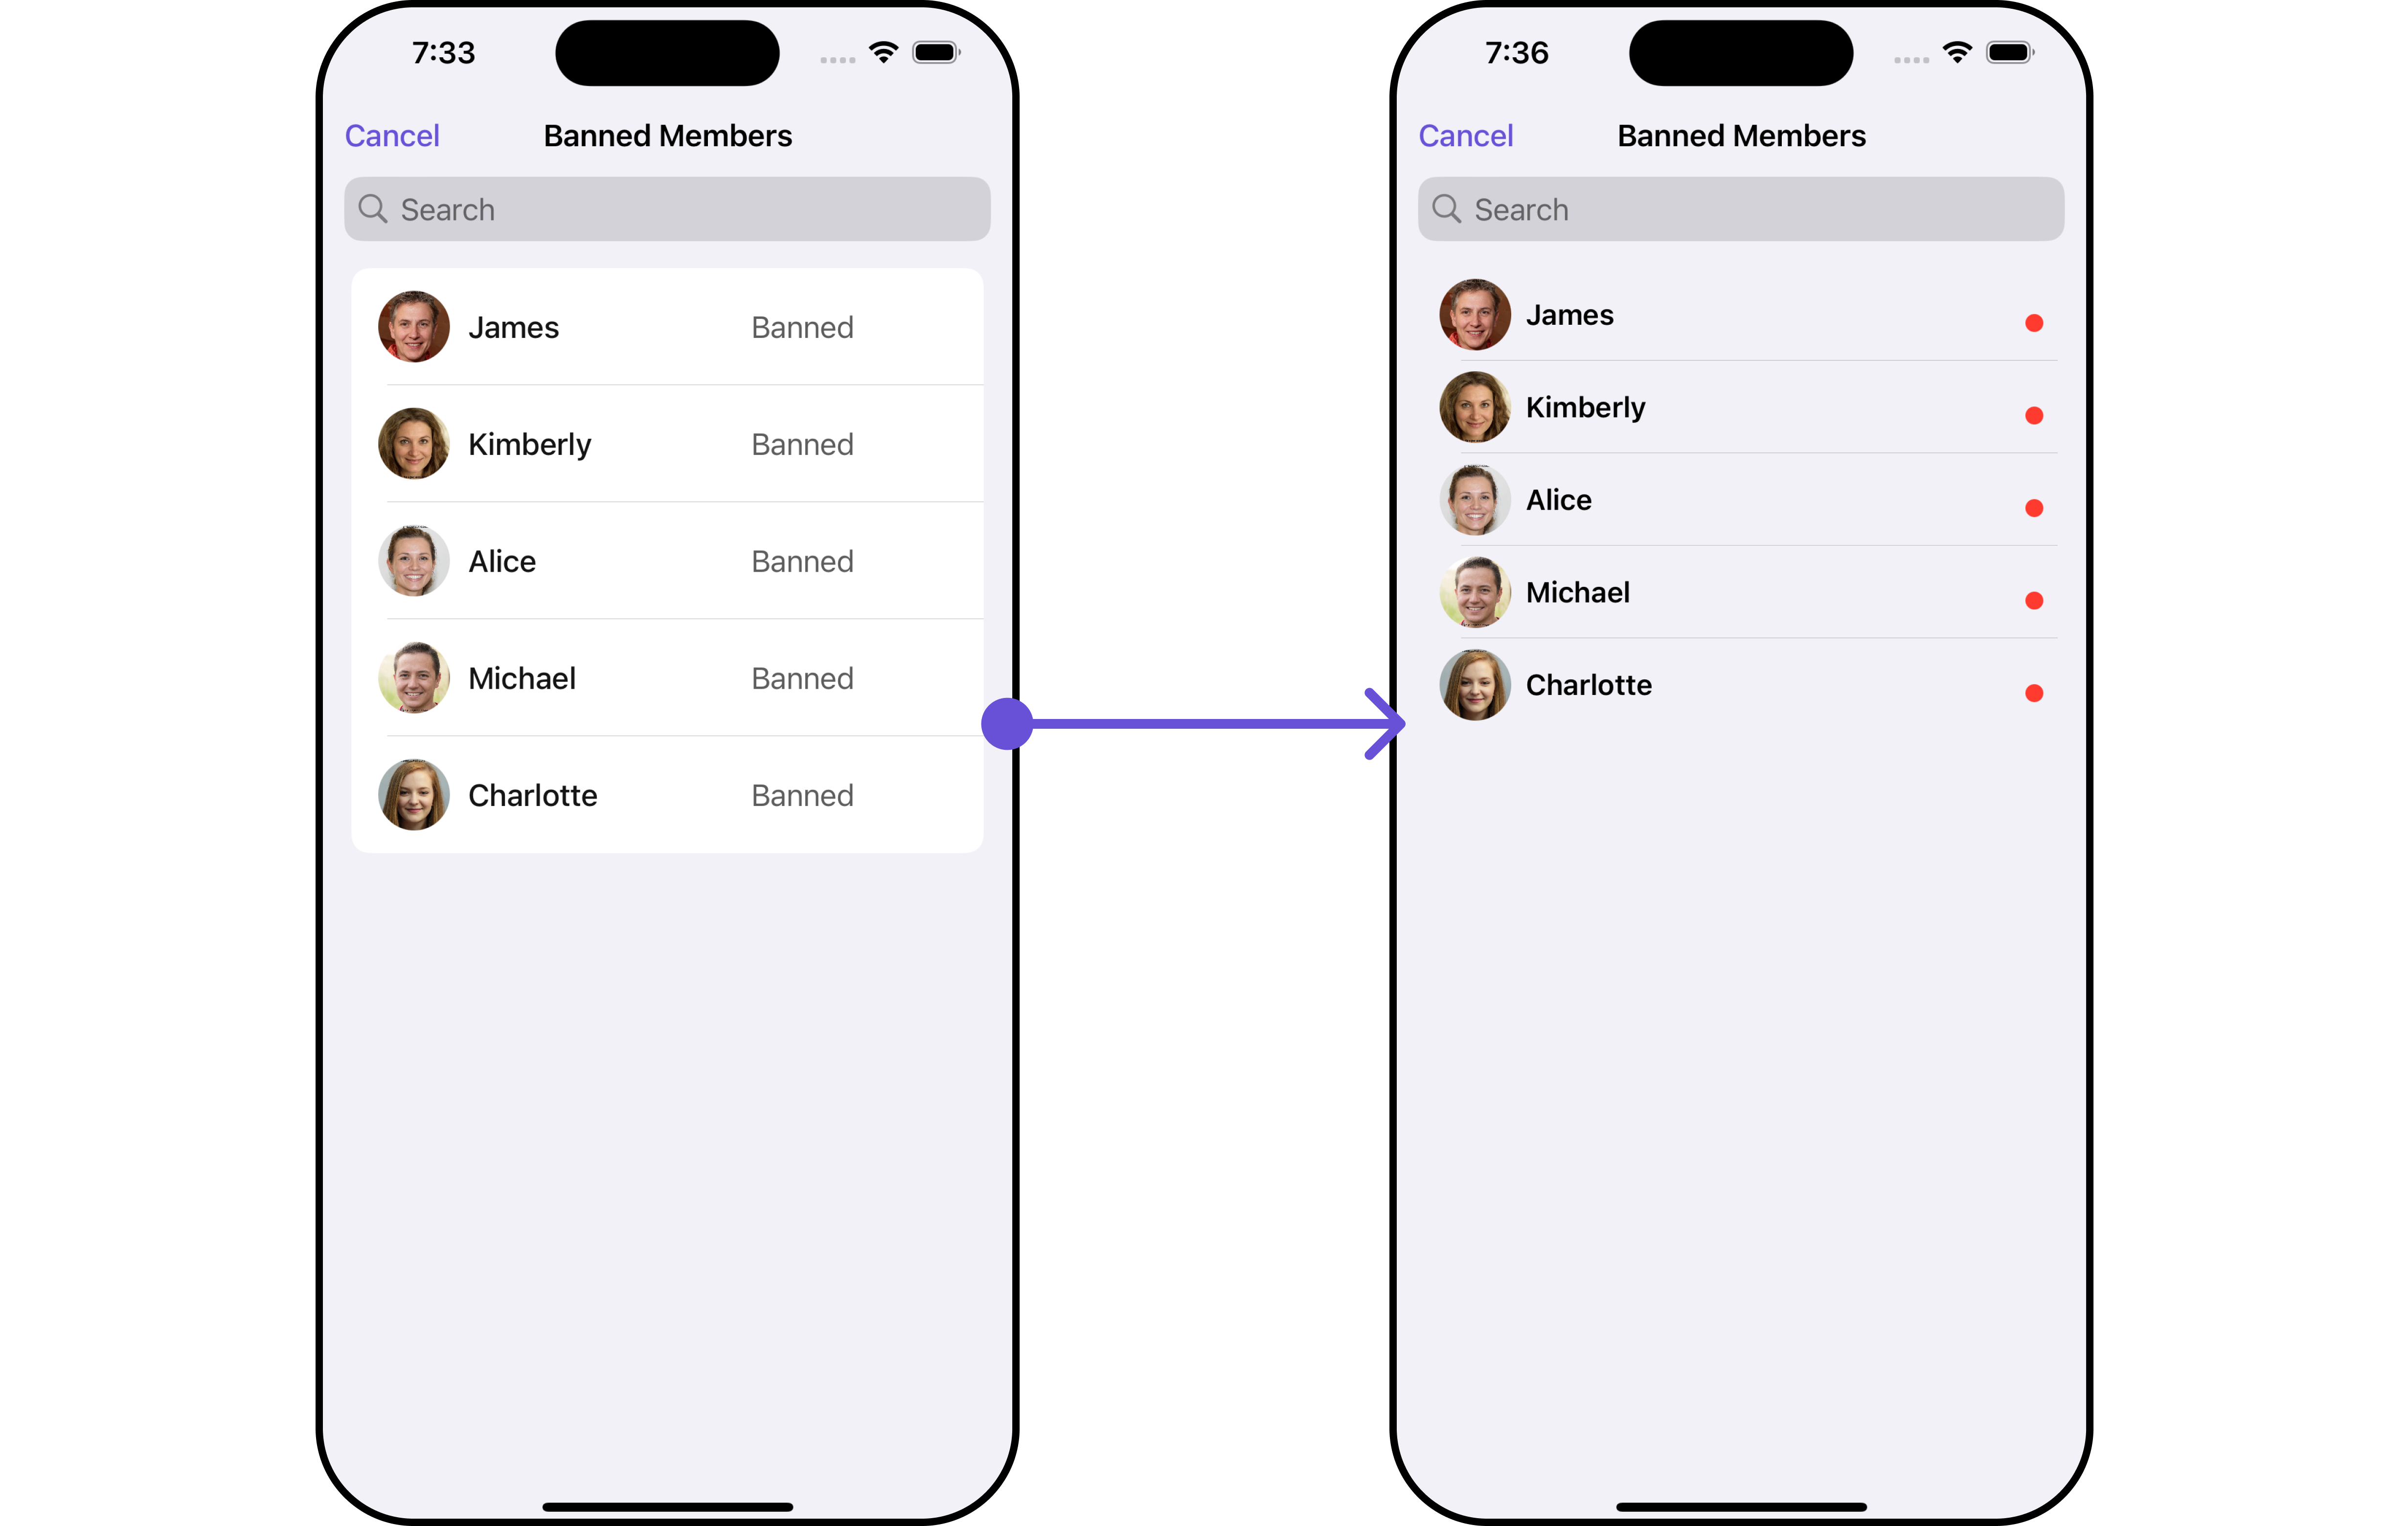 7:33
Cancel Banned Members
Search
James Banned
Kimberly Banned
Alice Banned
Michael Banned
Charlotte Banned
7:36
Cancel Banned Members
Search
James
Kimberly
Alice
Michael
Charlotte